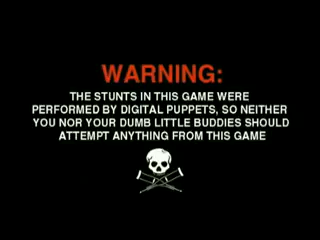 WARNING:
THE STUNTS IN THIS GAME WERE
PERFORMED BY DIGITAL PUPPETS, SO NEITHER
YOU NOR YOUR DUMB LITTLE BUDDIES SHOULD
ATTEMPT ANYTHING FROM THIS GAME